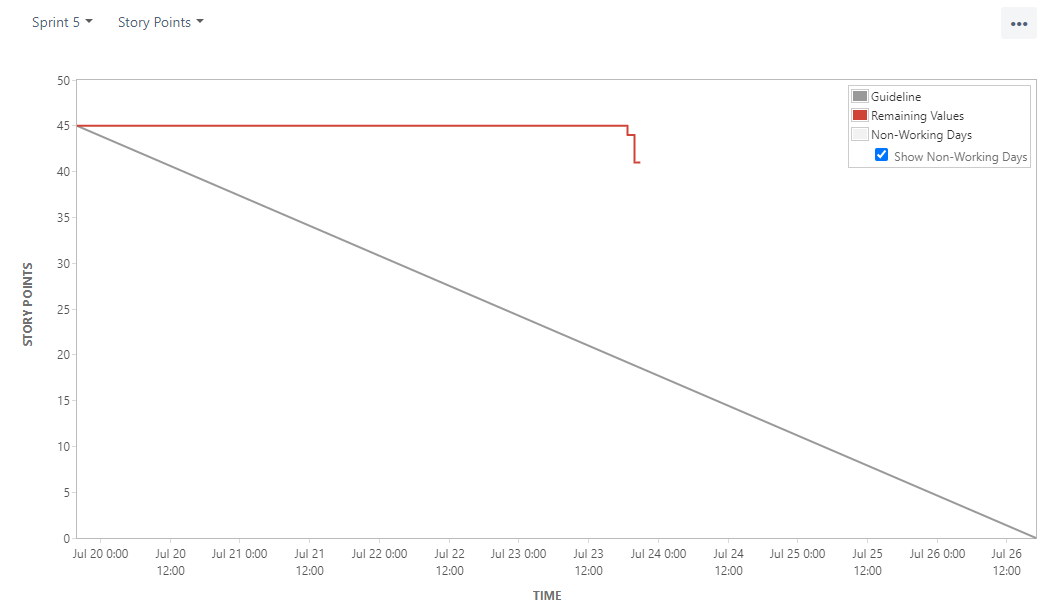 Sprint 5 Story Points
50
45
40
35
30
25
20
15
10
5
0
STORY POINTS
Guideline
Remaining Values
Non-Working Days
Show Non-Working Days
Jul 20 0:00
Jul 20
12:00
Jul 21 0:00
Jul 21
12:00
Jul 22 0:00
Jul 22
12:00
Jul 23 0:00
Jul 23
12:00
Jul 24 0:00
Jul 24
12:00
Jul 25 0:00
Jul 25
12:00
Jul 26 0:00
Jul 26
12:00
TIME